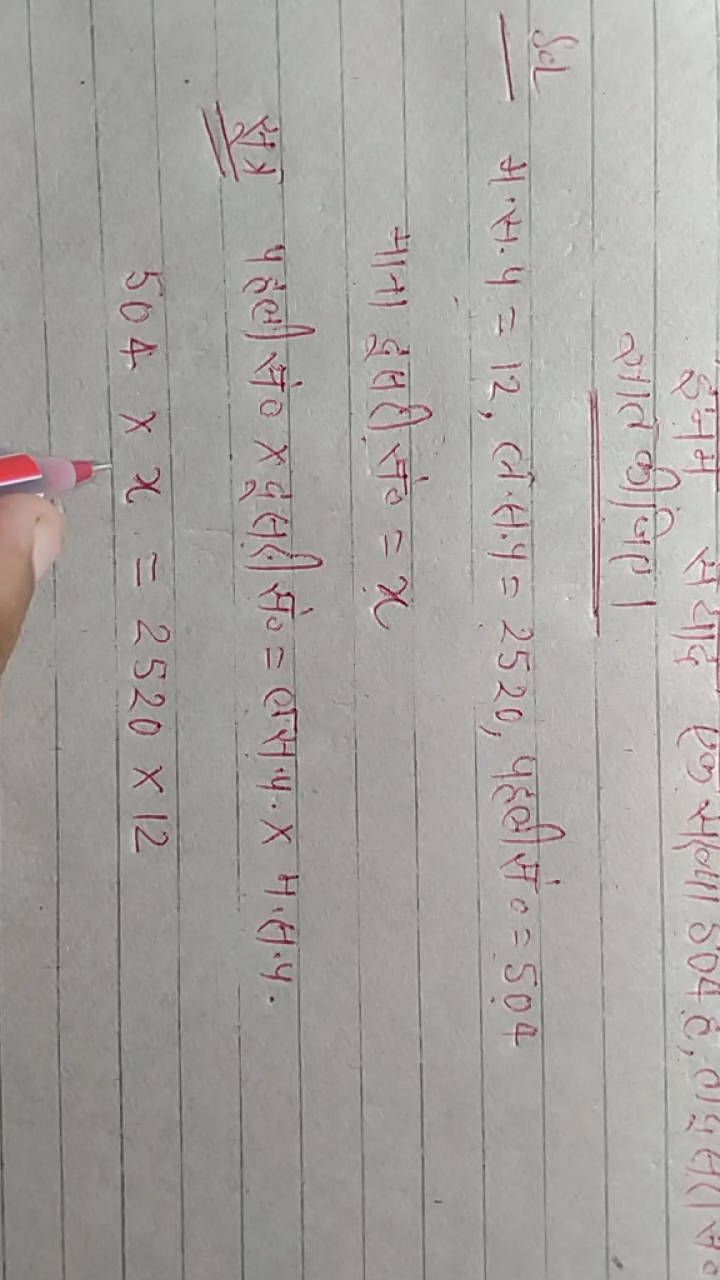 इनमें से यदि एक संख्या 504 है, तो दूसरी सं०
ज्ञात कीजिए।
Sol म.स.प = 12, ल.स.प = 2520, पहली सं० = 504
माना दूसरी सं० = x
सूत्र पहली सं० x दूसरी सं० = ल.स.प. x म.स.प.
504 x x = 2520 x 12